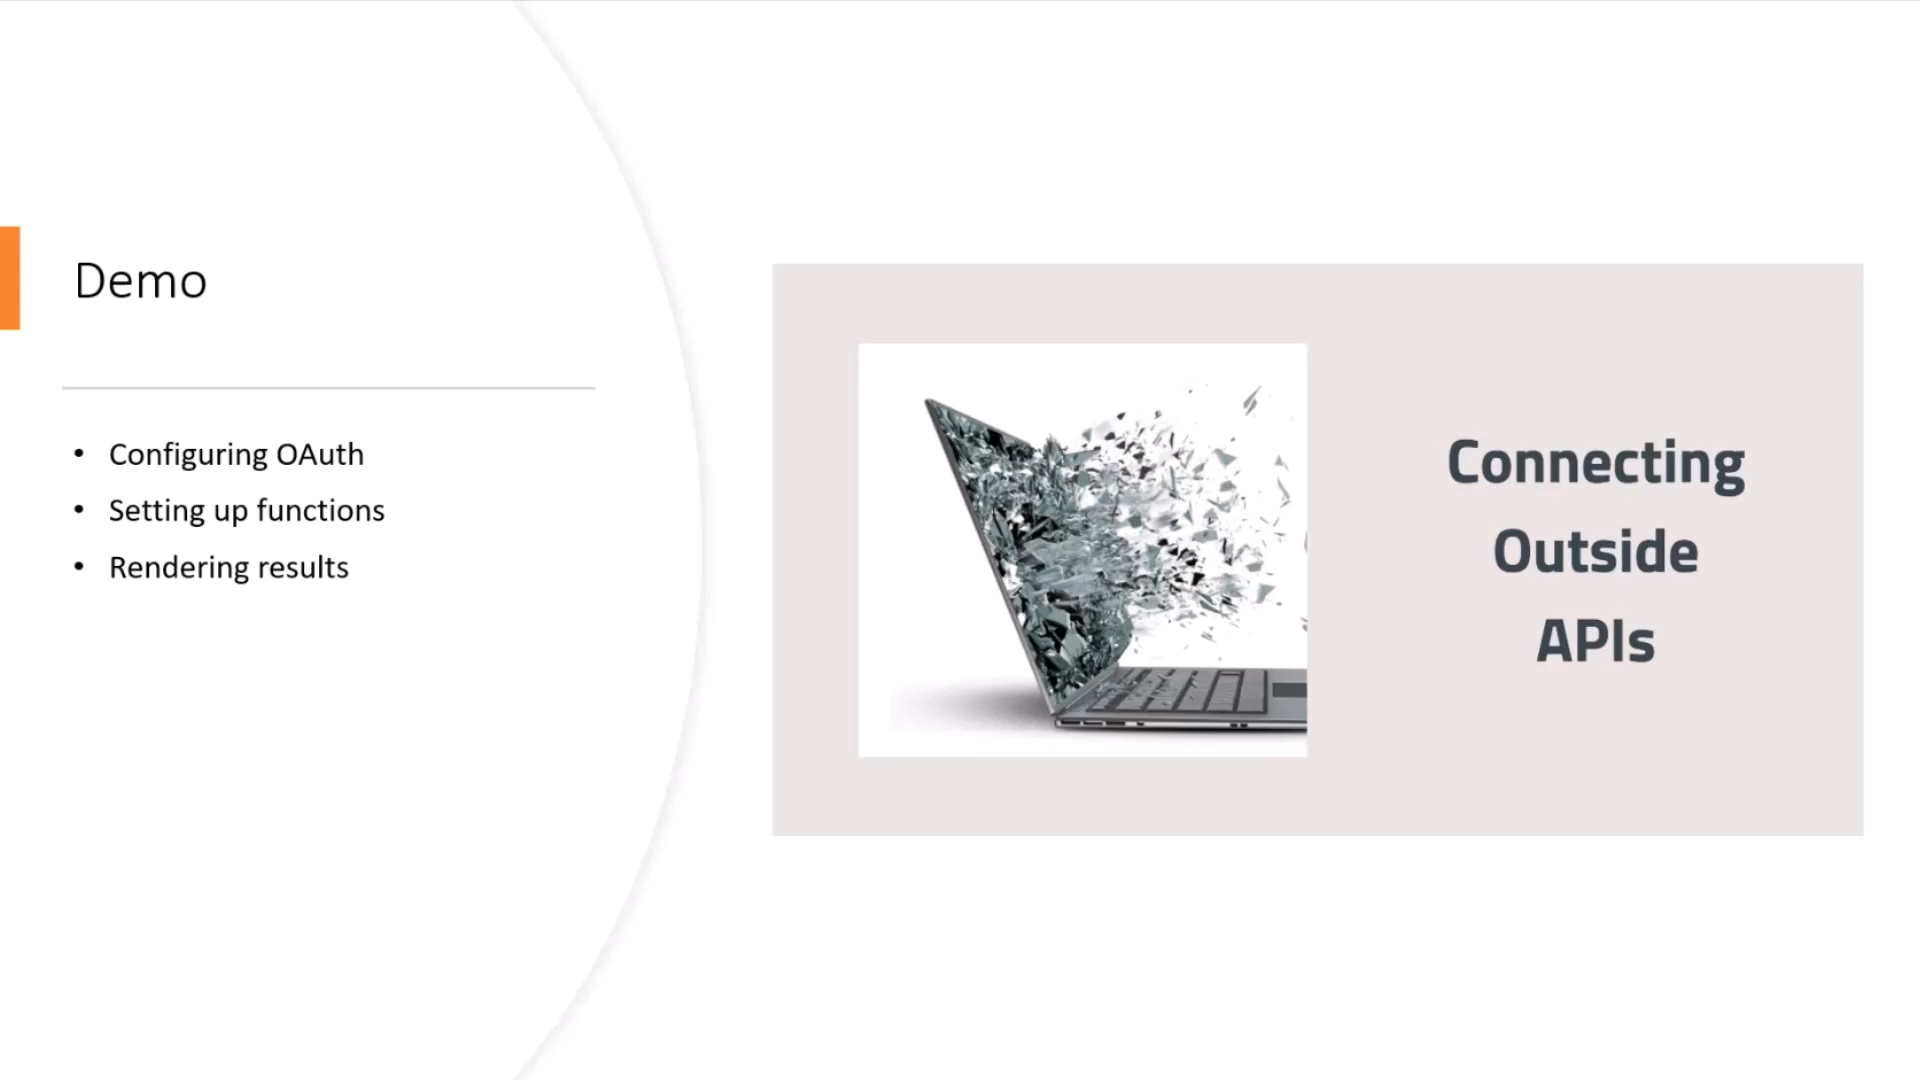 Demo
• Configuring OAuth
• Setting up functions
• Rendering results
Connecting
Outside
APIs